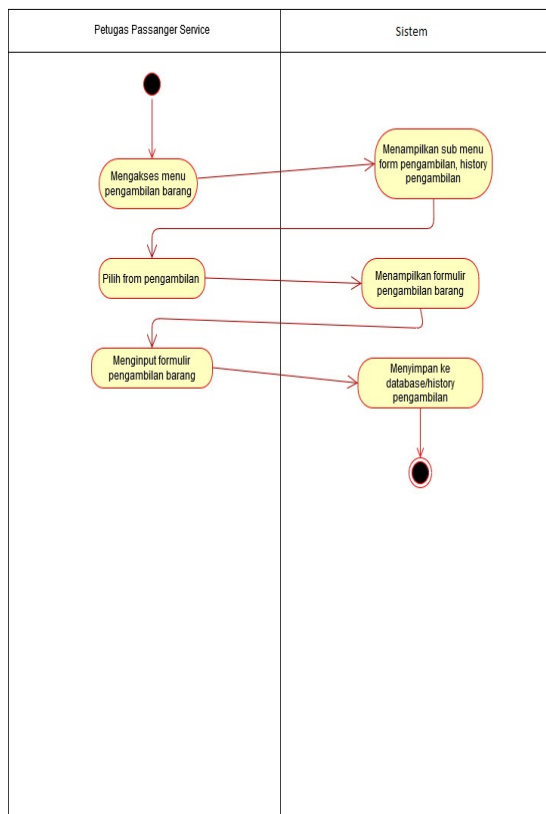 Petugas Passanger Service
Sistem
Mengakses menu
pengambilan barang
Menampilkan sub menu
form pengambilan, history
pengambilan
Pilih from pengambilan
Menampilkan formulir
pengambilan barang
Menginput formulir
pengambilan barang
Menyimpan ke
database/history
pengambilan